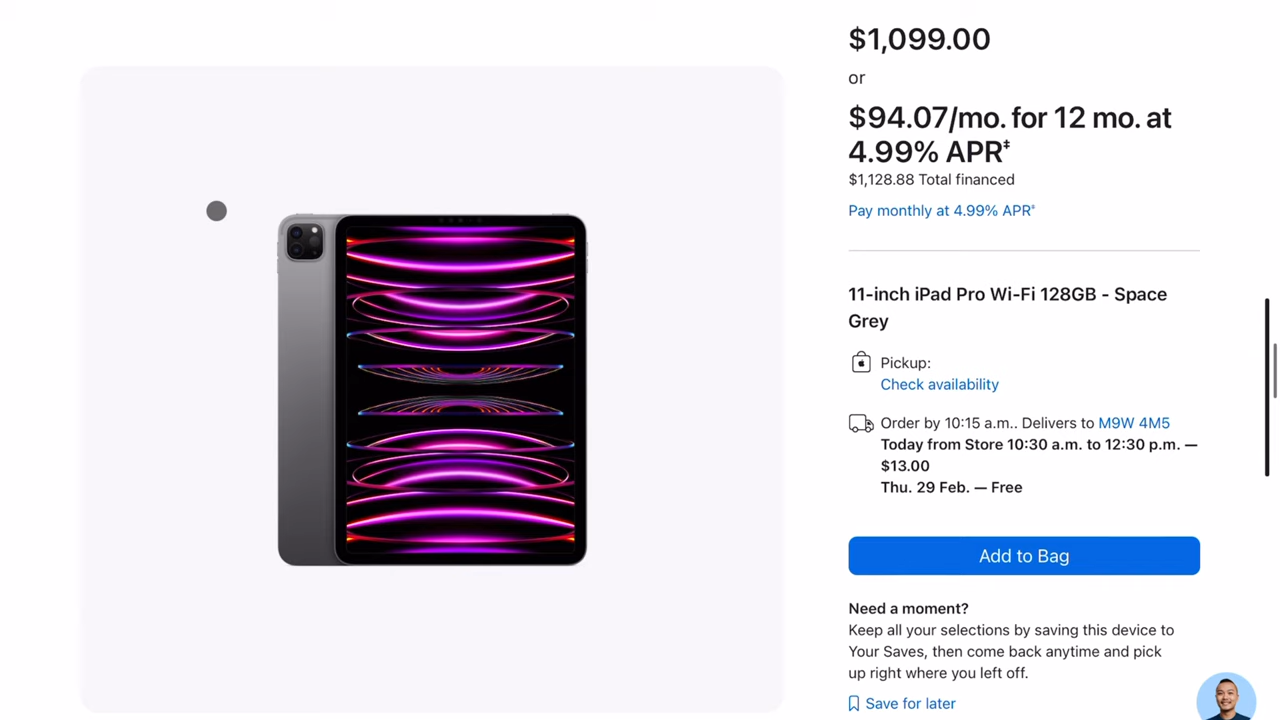 $1,099.00
or
$94.07/mo. for 12 mo. at
4.99% APR‡
$1,128.88 Total financed
Pay monthly at 4.99% APR◊
11-inch iPad Pro Wi-Fi 128GB - Space
Grey
Pickup:
Check availability
Order by 10:15 a.m.. Delivers to M9W 4M5
Today from Store 10:30 a.m. to 12:30 p.m. —
$13.00
Thu. 29 Feb. — Free
Add to Bag
Need a moment?
Keep all your selections by saving this device to
Your Saves, then come back anytime and pick
up right where you left off.
Save for later